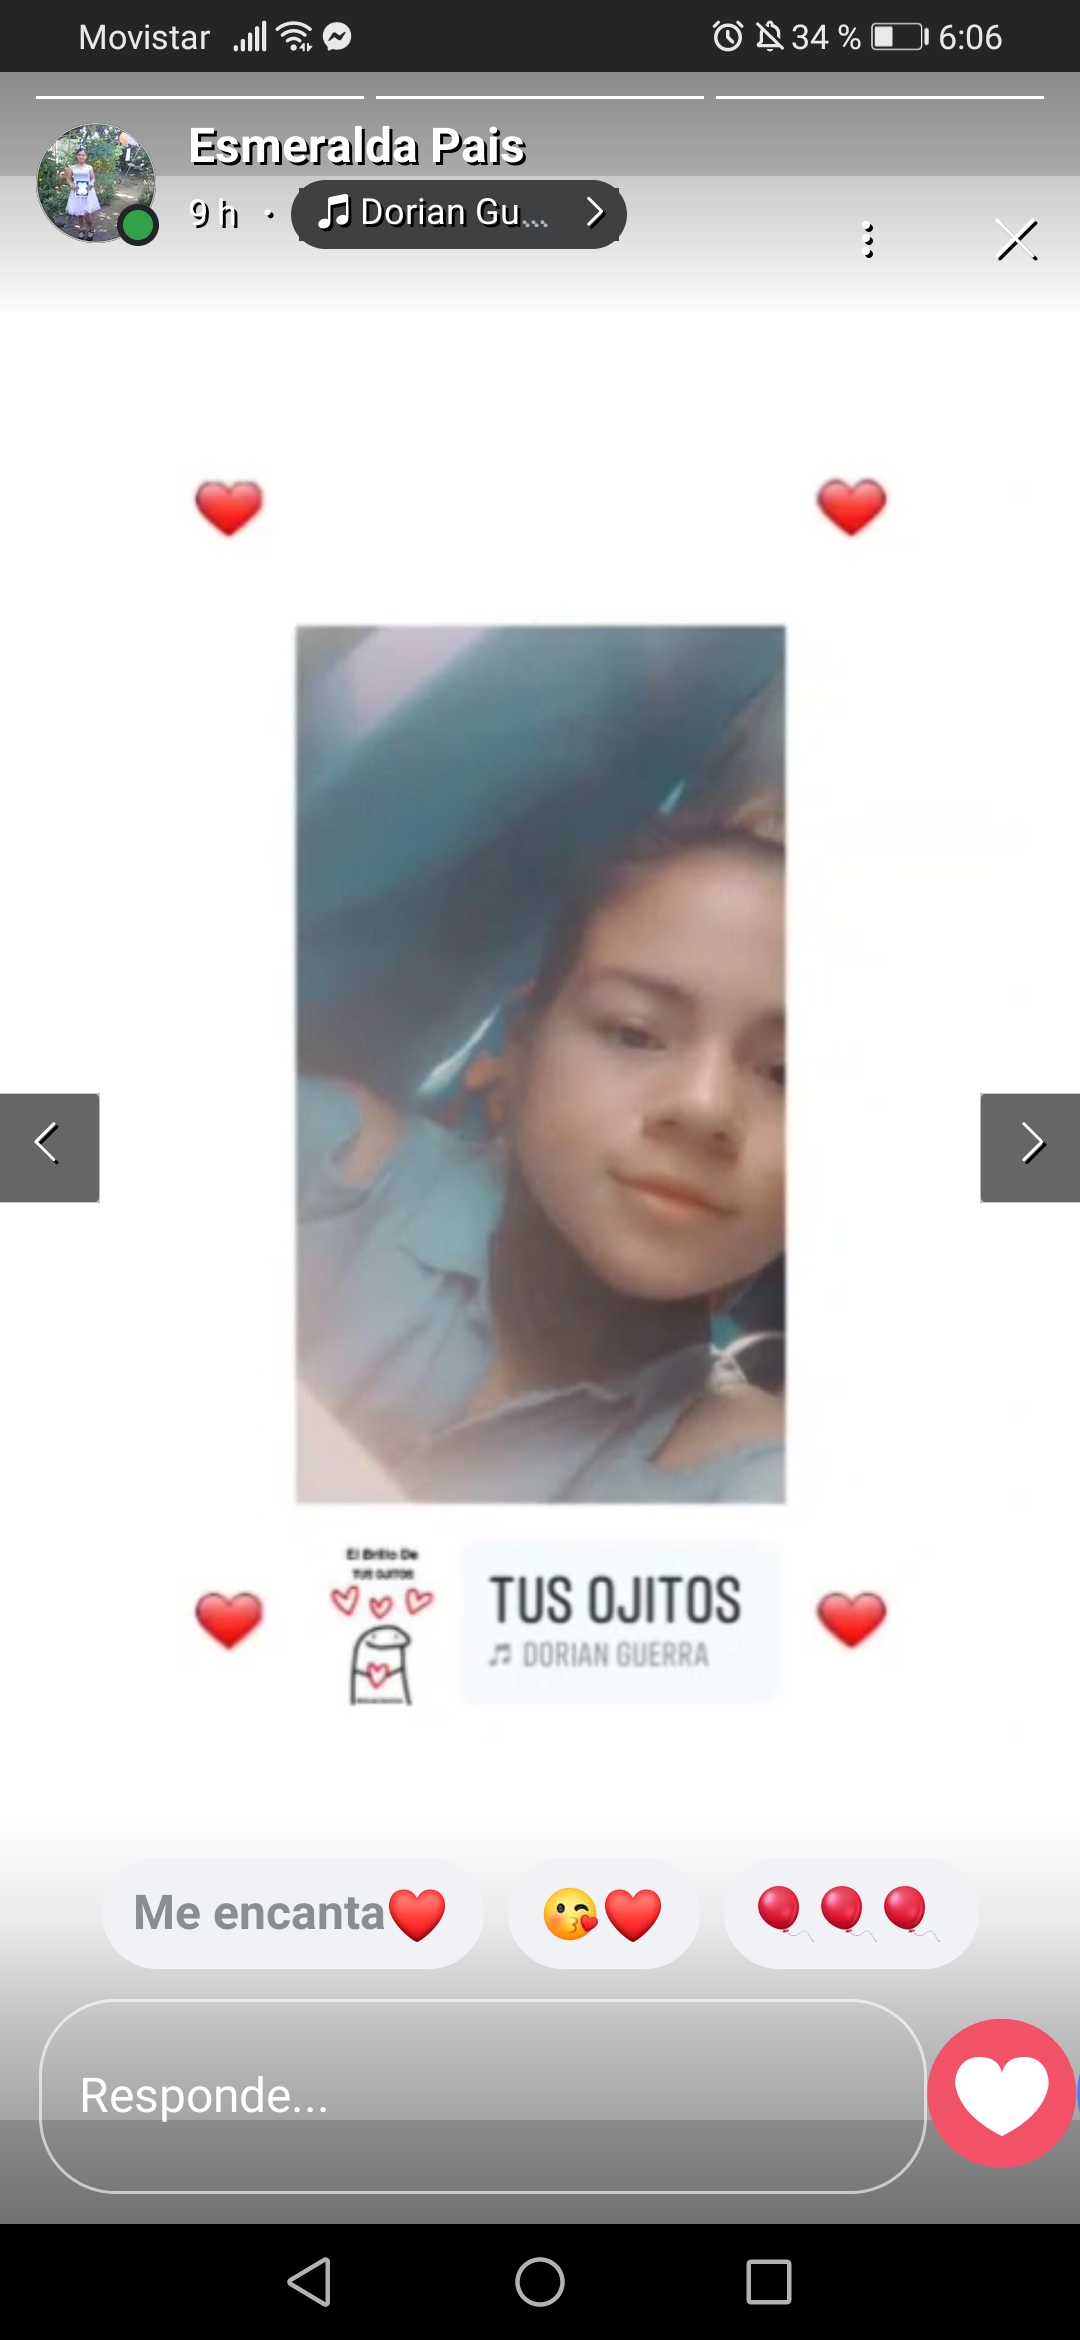 Movistar 34 % 6:06
Esmeralda Pais
9 h · Dorian Gu...
El Brillo De
TUS OJITOS
TUS OJITOS
DORIAN GUERRA
Me encanta❤️ 😘❤️ 🎈🎈🎈
Responde...